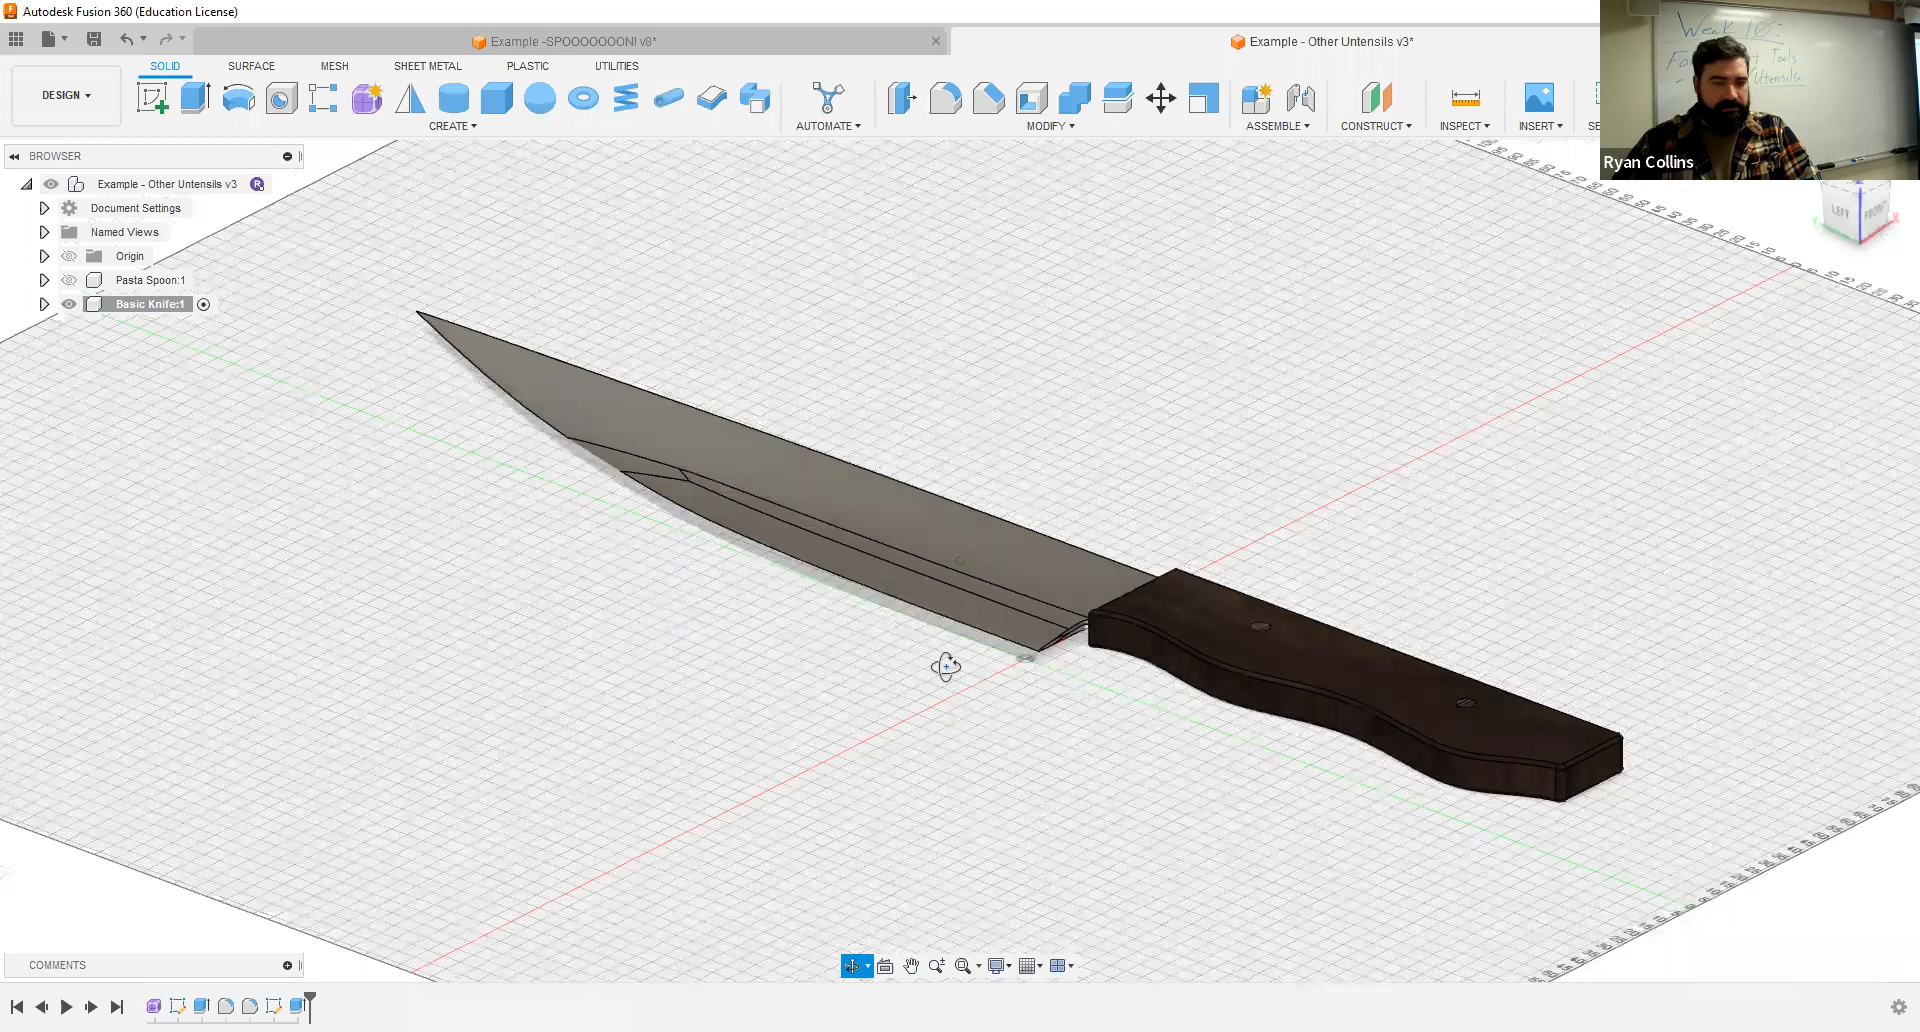 Autodesk Fusion 360 (Education License)
Example -SPOOOOOOON! v8*
Example - Other Untensils v3*
SOLID
SURFACE
MESH
SHEET METAL
PLASTIC
UTILITIES
DESIGN
CREATE
AUTOMATE
MODIFY
ASSEMBLE
CONSTRUCT
INSPECT
INSERT
Week 10:
Tools
Utensils
Ryan Collins
BROWSER
Example - Other Untensils v3
R
Document Settings
Named Views
Origin
Pasta Spoon:1
Basic Knife:1
LEFT
FRONT
COMMENTS